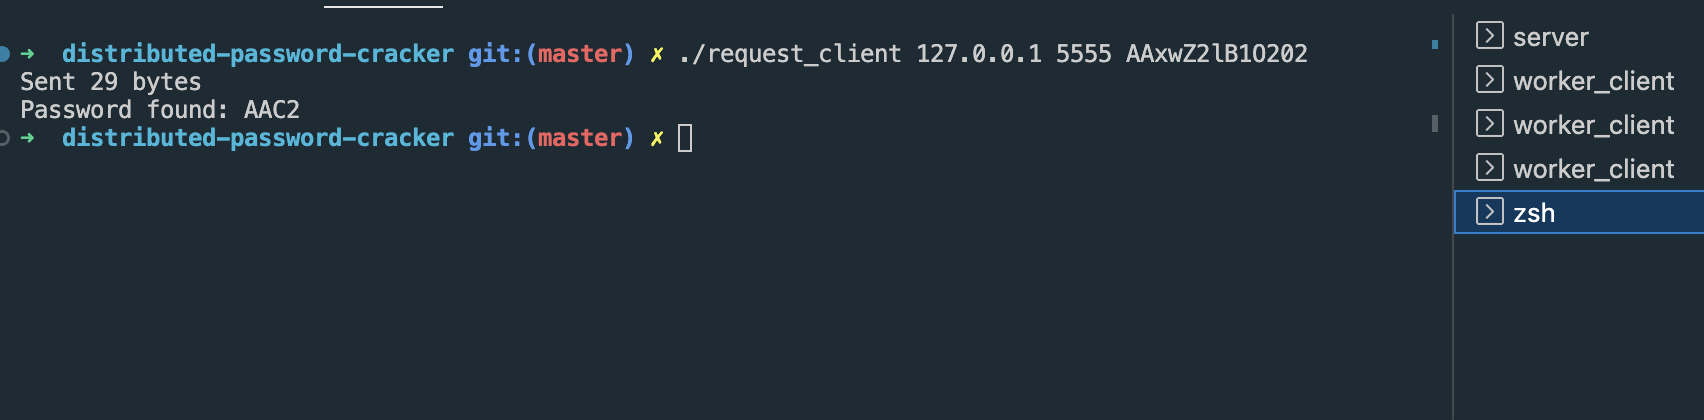 ➜ distributed-password-cracker git:(master) ✗ ./request_client 127.0.0.1 5555 AAxwZ2lB1O202
Sent 29 bytes
Password found: AAC2
➜ distributed-password-cracker git:(master) ✗
server
worker_client
worker_client
worker_client
zsh